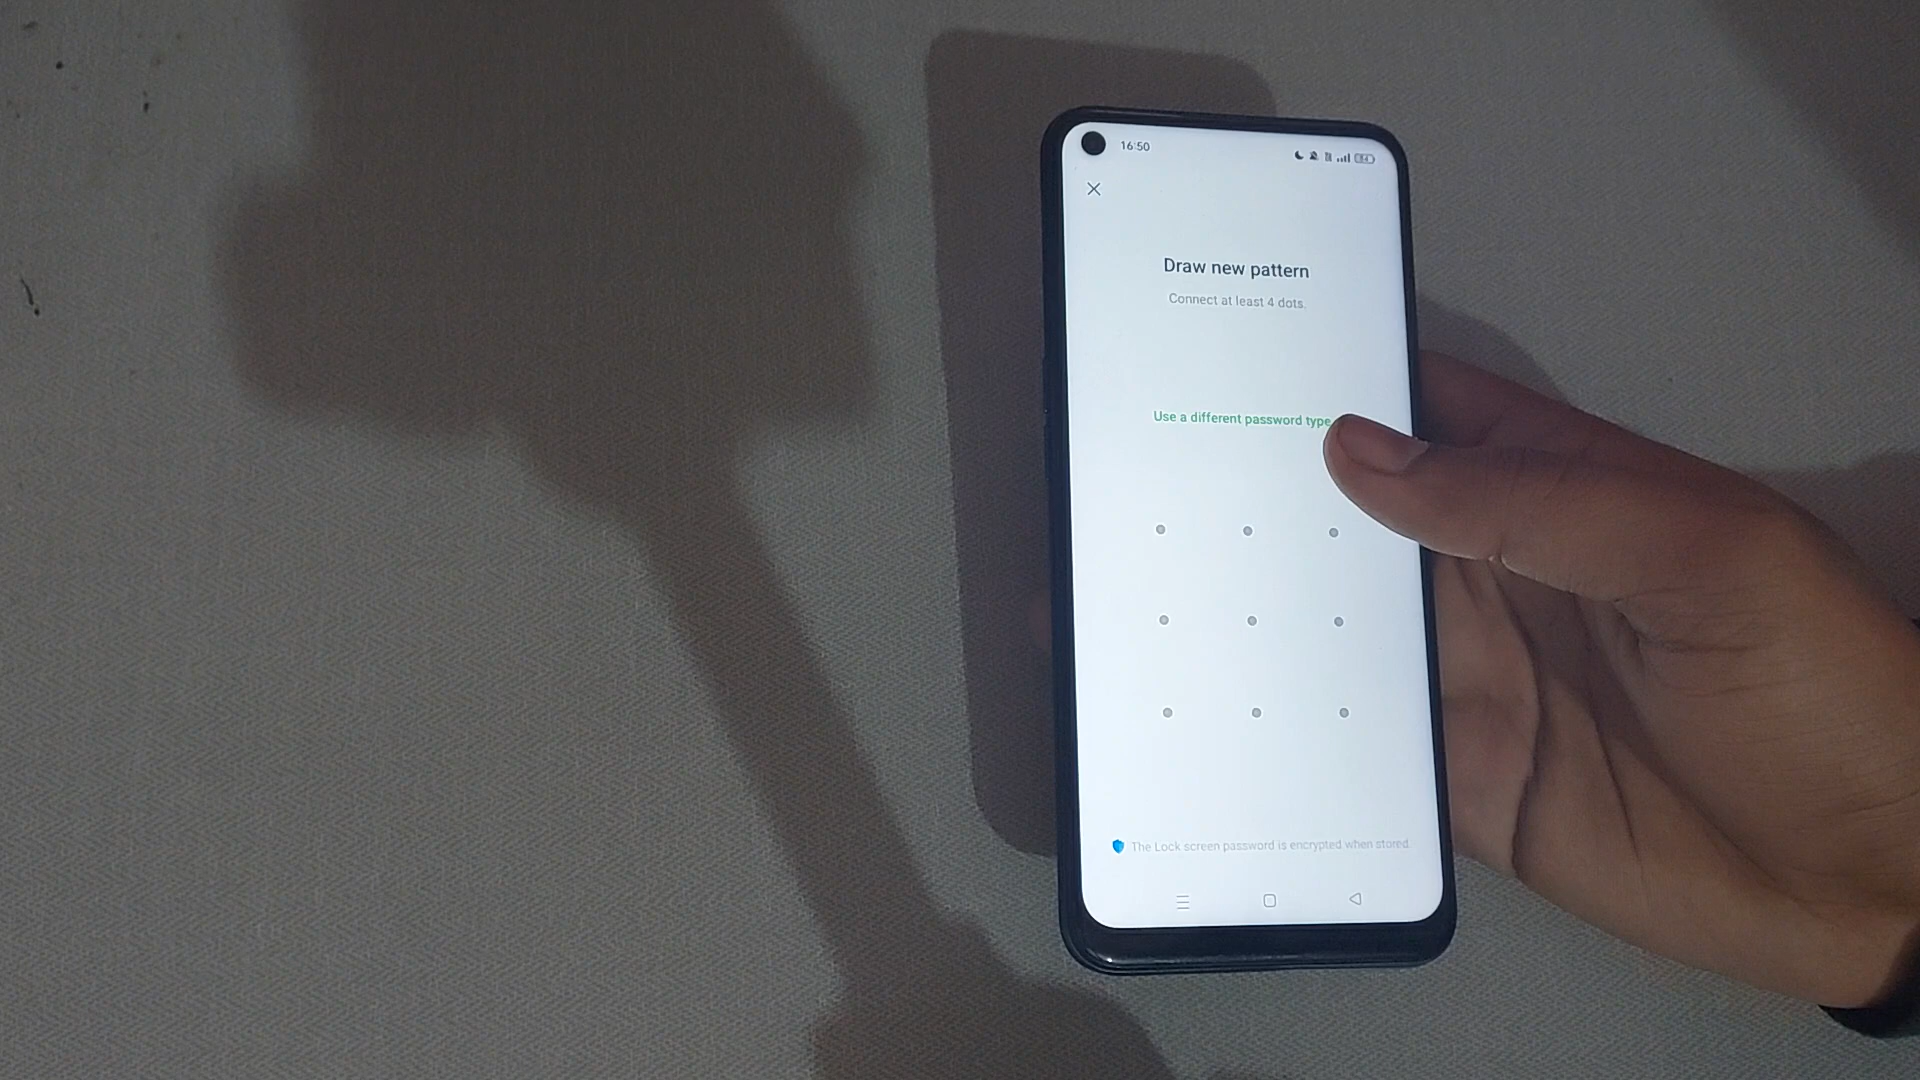 16:50
Draw new pattern
Connect at least 4 dots.
Use a different password type
The Lock screen password is encrypted when stored.